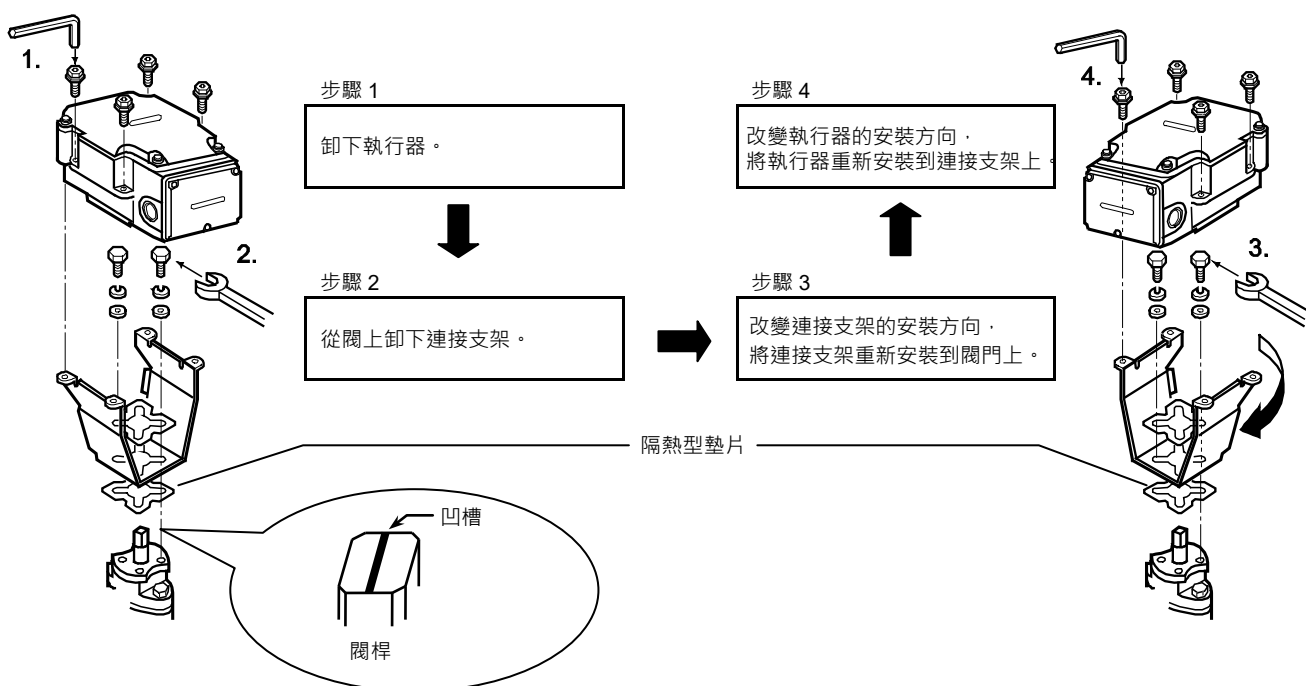 1.
步驟 1
卸下執行器。
2.
步驟 2
從閥上卸下連接支架。
步驟 3
改變連接支架的安裝方向，
將連接支架重新安裝到閥門上。
3.
步驟 4
改變執行器的安裝方向，
將執行器重新安裝到連接支架上。
4.
隔熱型墊片
凹槽
閥桿